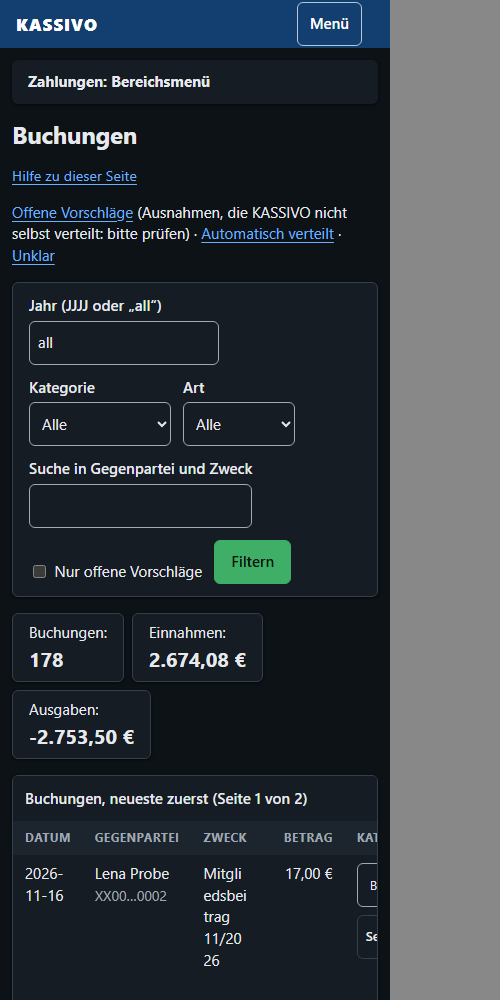 KASSIVO
Menü
Zahlungen: Bereichsmenü
Buchungen
Hilfe zu dieser Seite
Offene Vorschläge (Ausnahmen, die KASSIVO nicht
selbst verteilt: bitte prüfen) · Automatisch verteilt ·
Unklar
Jahr (JJJJ oder „all“)
all
Kategorie Art
Alle Alle
Suche in Gegenpartei und Zweck
Nur offene Vorschläge Filtern
Buchungen: Einnahmen:
178 2.674,08 €
Ausgaben:
-2.753,50 €
Buchungen, neueste zuerst (Seite 1 von 2)
DATUM GEGENPARTEI ZWECK BETRAG KAT
2026- Lena Probe Mitgli 17,00 € B
11-16 XX00…0002 edsbei
trag Se
11/20
26